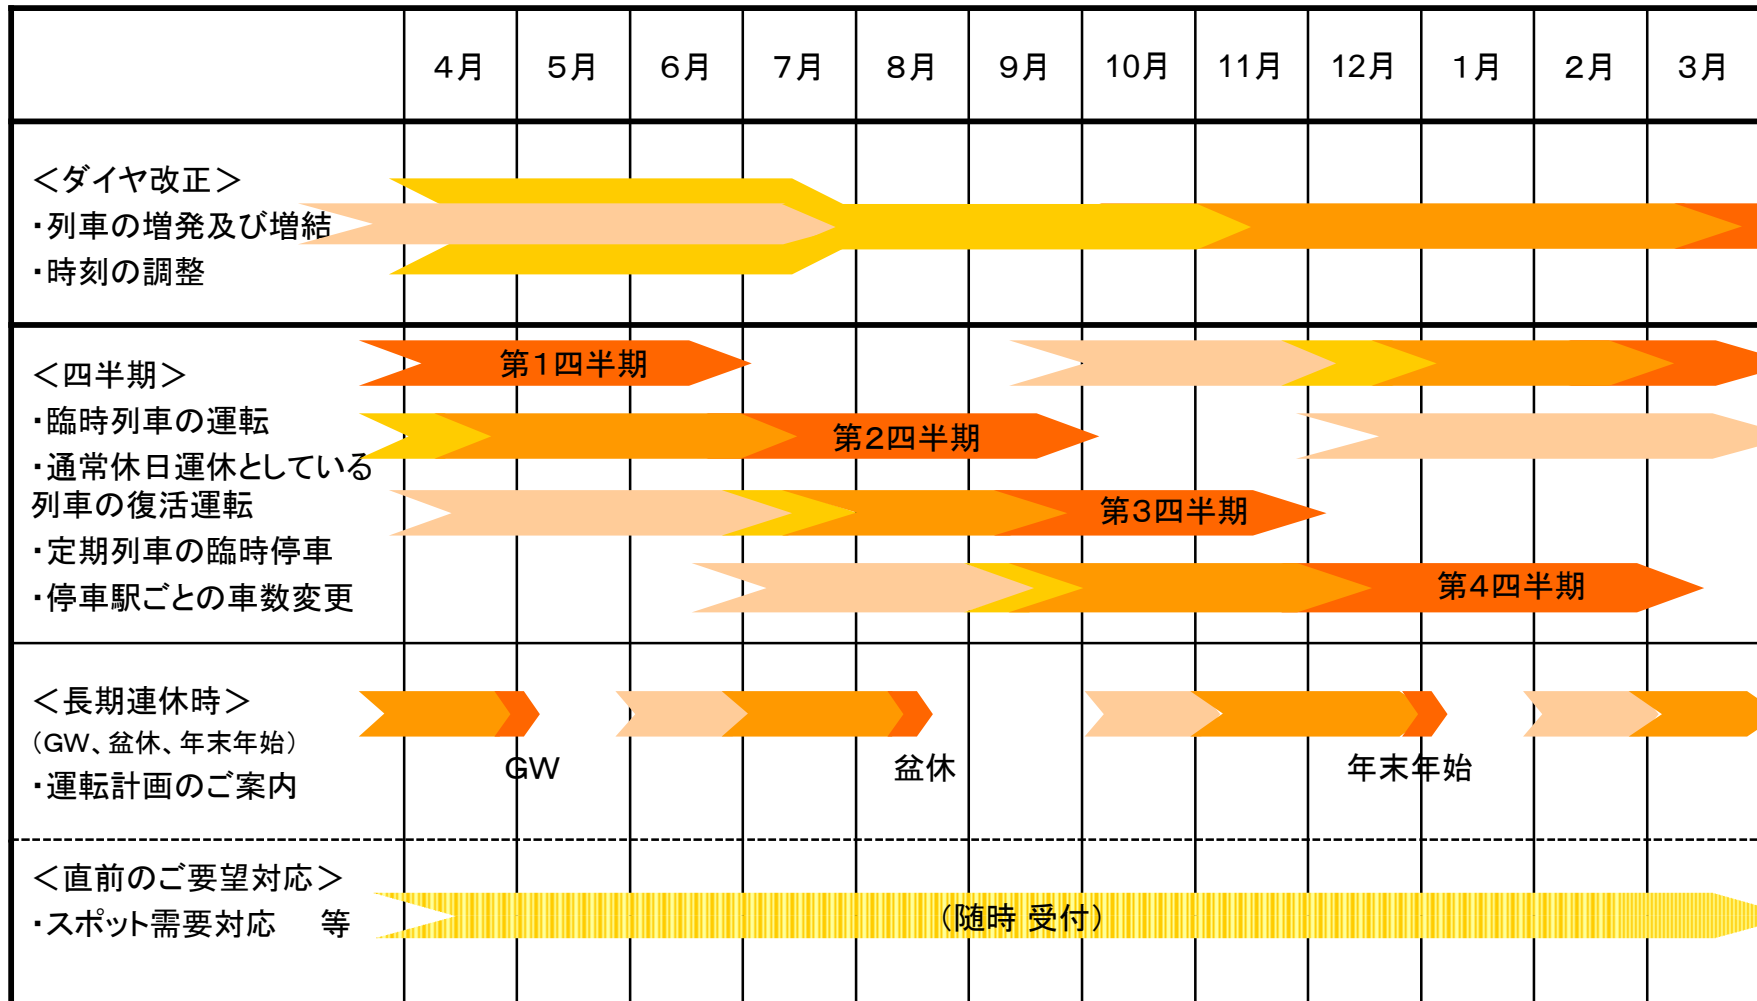 4月 5月 6月 7月 8月 9月 10月 11月 12月 1月 2月 3月
＜ダイヤ改正＞
・列車の増発及び増結
・時刻の調整
＜四半期＞
・臨時列車の運転
・通常休日運休としている
列車の復活運転
・定期列車の臨時停車
・停車駅ごとの車数変更
第1四半期
第2四半期
第3四半期
第4四半期
＜長期連休時＞
（GW、盆休、年末年始）
・運転計画のご案内
GW 盆休 年末年始
＜直前のご要望対応＞
・スポット需要対応　等
（随時 受付）